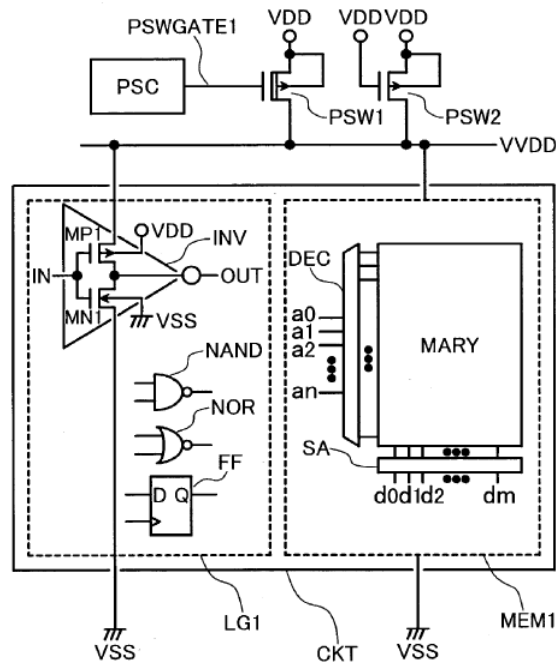 PSWGATE1
VDD
VDD VDD
PSC
PSW1
PSW2
VVDD
MP1
VDD
INV
IN
OUT
MN1
VSS
NAND
NOR
FF
D Q
DEC
a0
a1
a2
an
MARY
SA
d0 d1 d2 dm
VSS
LG1
CKT
VSS
MEM1